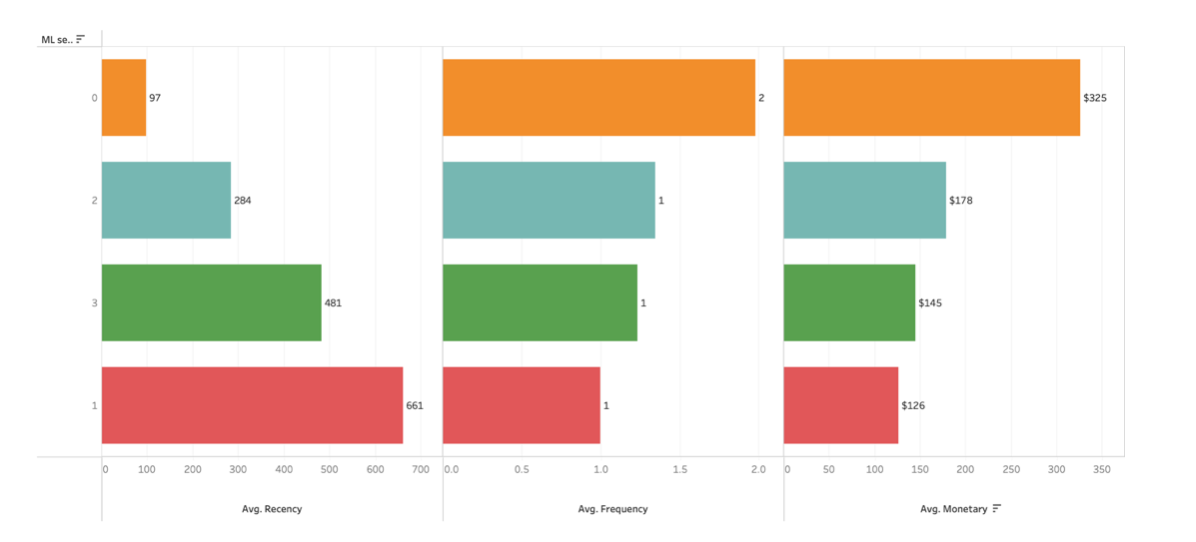 ML se..
0 97 2 $325
2 284 1 $178
3 481 1 $145
1 661 1 $126
0 100 200 300 400 500 600 700 0.0 0.5 1.0 1.5 2.0 0 50 100 150 200 250 300 350
Avg. Recency Avg. Frequency Avg. Monetary